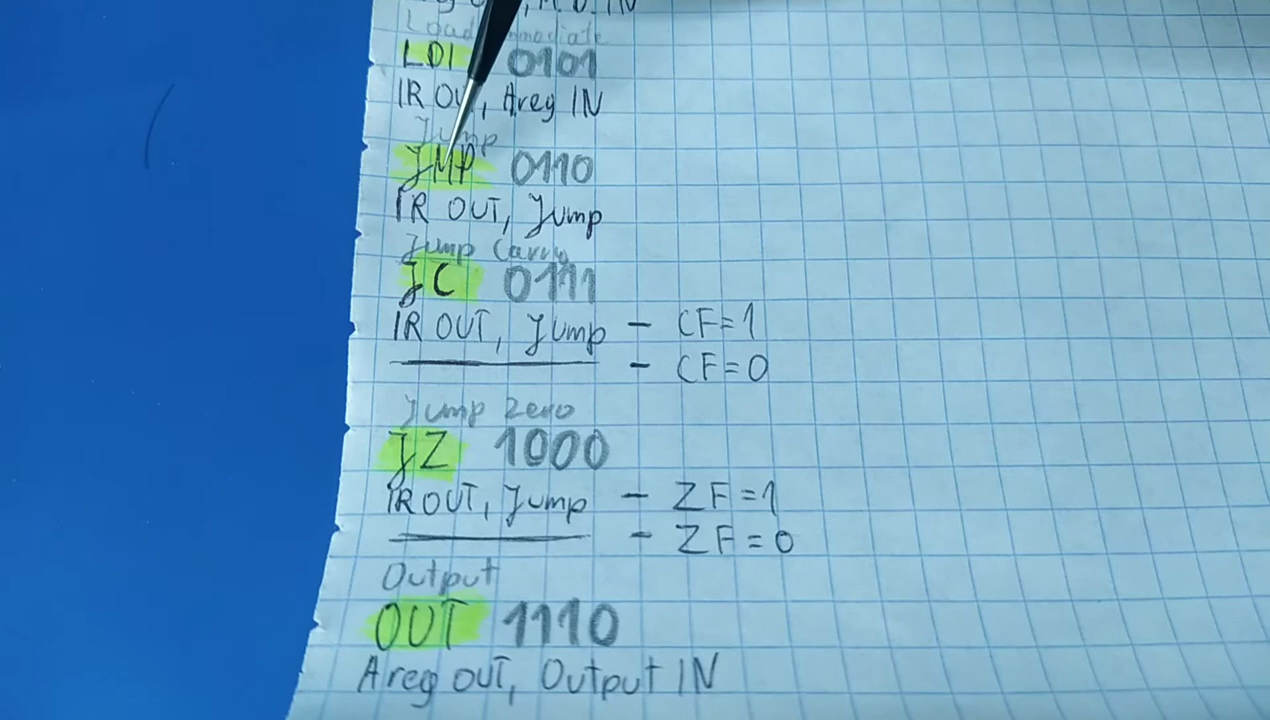 IN
Load
LDI 0101
IR OU, Areg IN
Jump
JMP 0110
IR OUT, Jump
Jump Carry
JC 0111
IR OUT, Jump - CF=1
- CF=0
Jump Zero
JZ 1000
IR OUT, Jump - ZF=1
- ZF=0
Output
OUT 1110
Areg OUT, Output IN